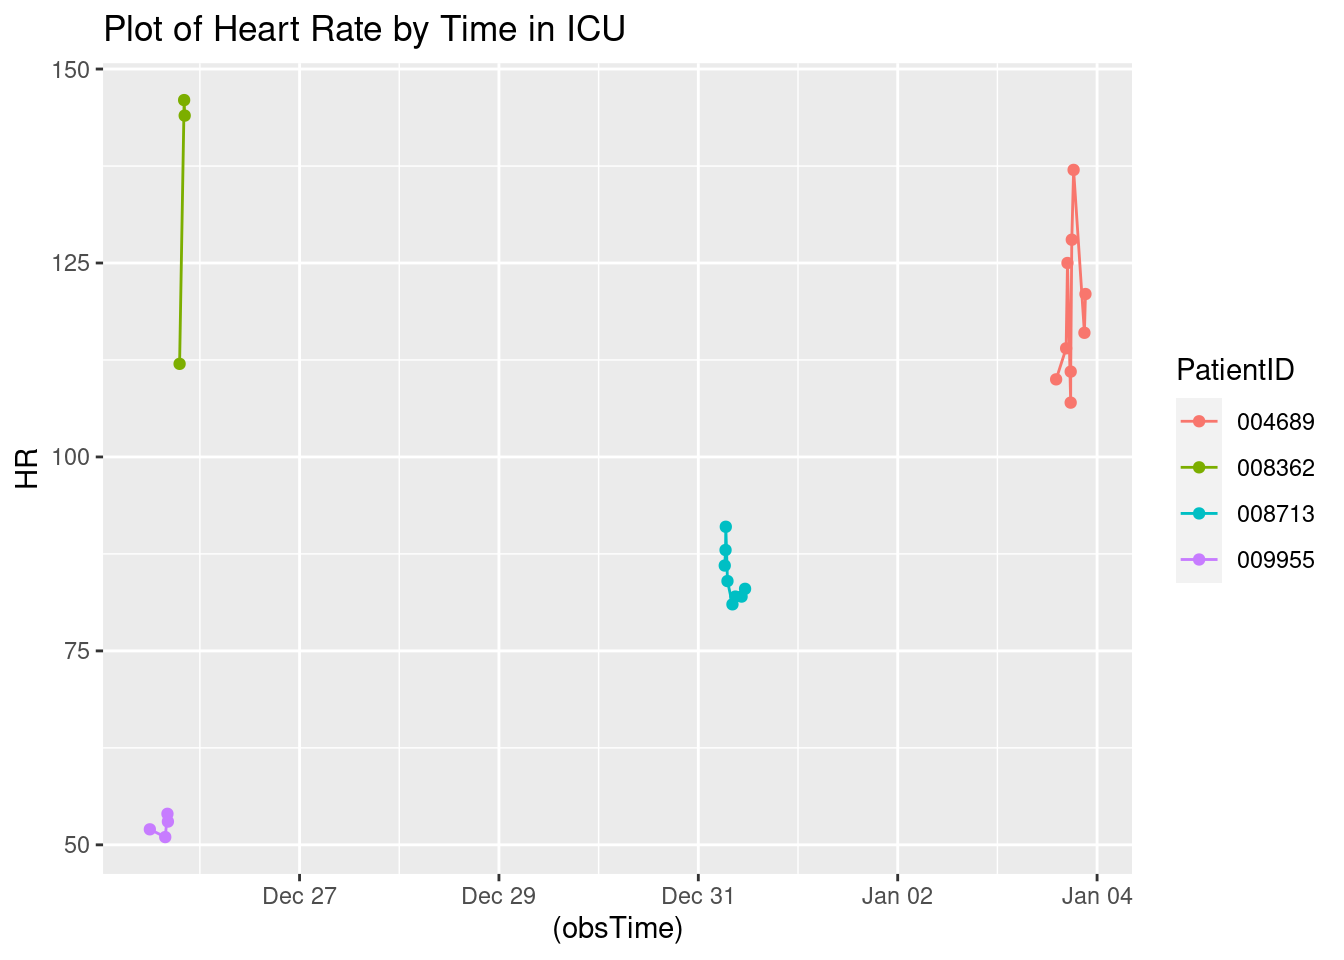 Plot of Heart Rate by Time in ICU
150
125
100
75
50
HR
Dec 27
Dec 29
Dec 31
Jan 02
Jan 04
(obsTime)
PatientID
004689
008362
008713
009955